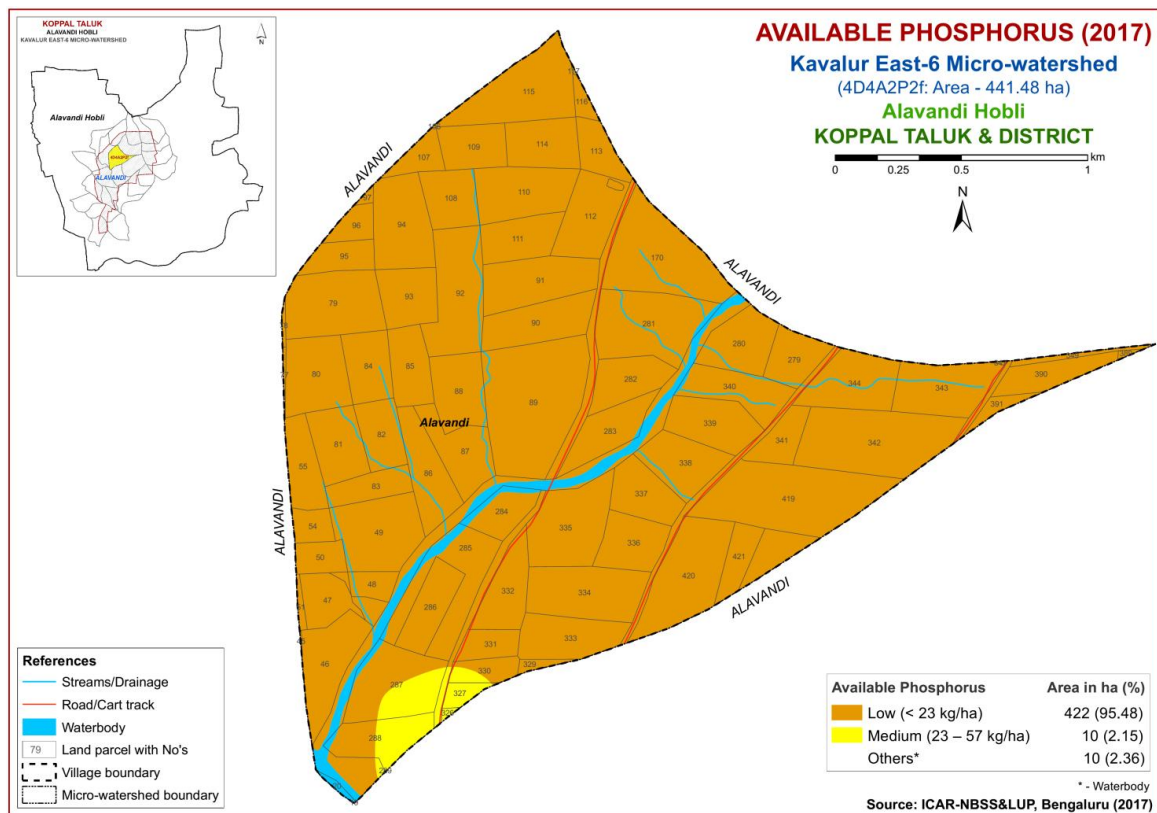 KOPPAL TALUK
ALAVANDI HOBLI
KAVALUR EAST-6 MICRO-WATERSHED
N
Alavandi Hobli
4D4A2P2f
ALAVANDI
AVAILABLE PHOSPHORUS (2017)
Kavalur East-6 Micro-watershed
(4D4A2P2f: Area - 441.48 ha)
Alavandi Hobli
KOPPAL TALUK & DISTRICT
km
0 0.25 0.5 1
N
ALAVANDI
ALAVANDI
ALAVANDI
ALAVANDI
Alavandi
115
116
109
114
113
107
108
110
112
97
96
94
111
95
170
91
92
79
93
281
90
280
279
80
84
85
282
340
344
343
390
391
88
89
81
82
87
283
339
341
342
55
86
338
83
337
419
54
49
284
335
336
421
50
285
420
48
47
286
332
334
46
331
333
330
329
287
327
288
References
Streams/Drainage
Road/Cart track
Waterbody
79 Land parcel with No's
Village boundary
Micro-watershed boundary
Available Phosphorus Area in ha (%)
Low (< 23 kg/ha) 422 (95.48)
Medium (23 – 57 kg/ha) 10 (2.15)
Others* 10 (2.36)
* - Waterbody
Source: ICAR-NBSS&LUP, Bengaluru (2017)